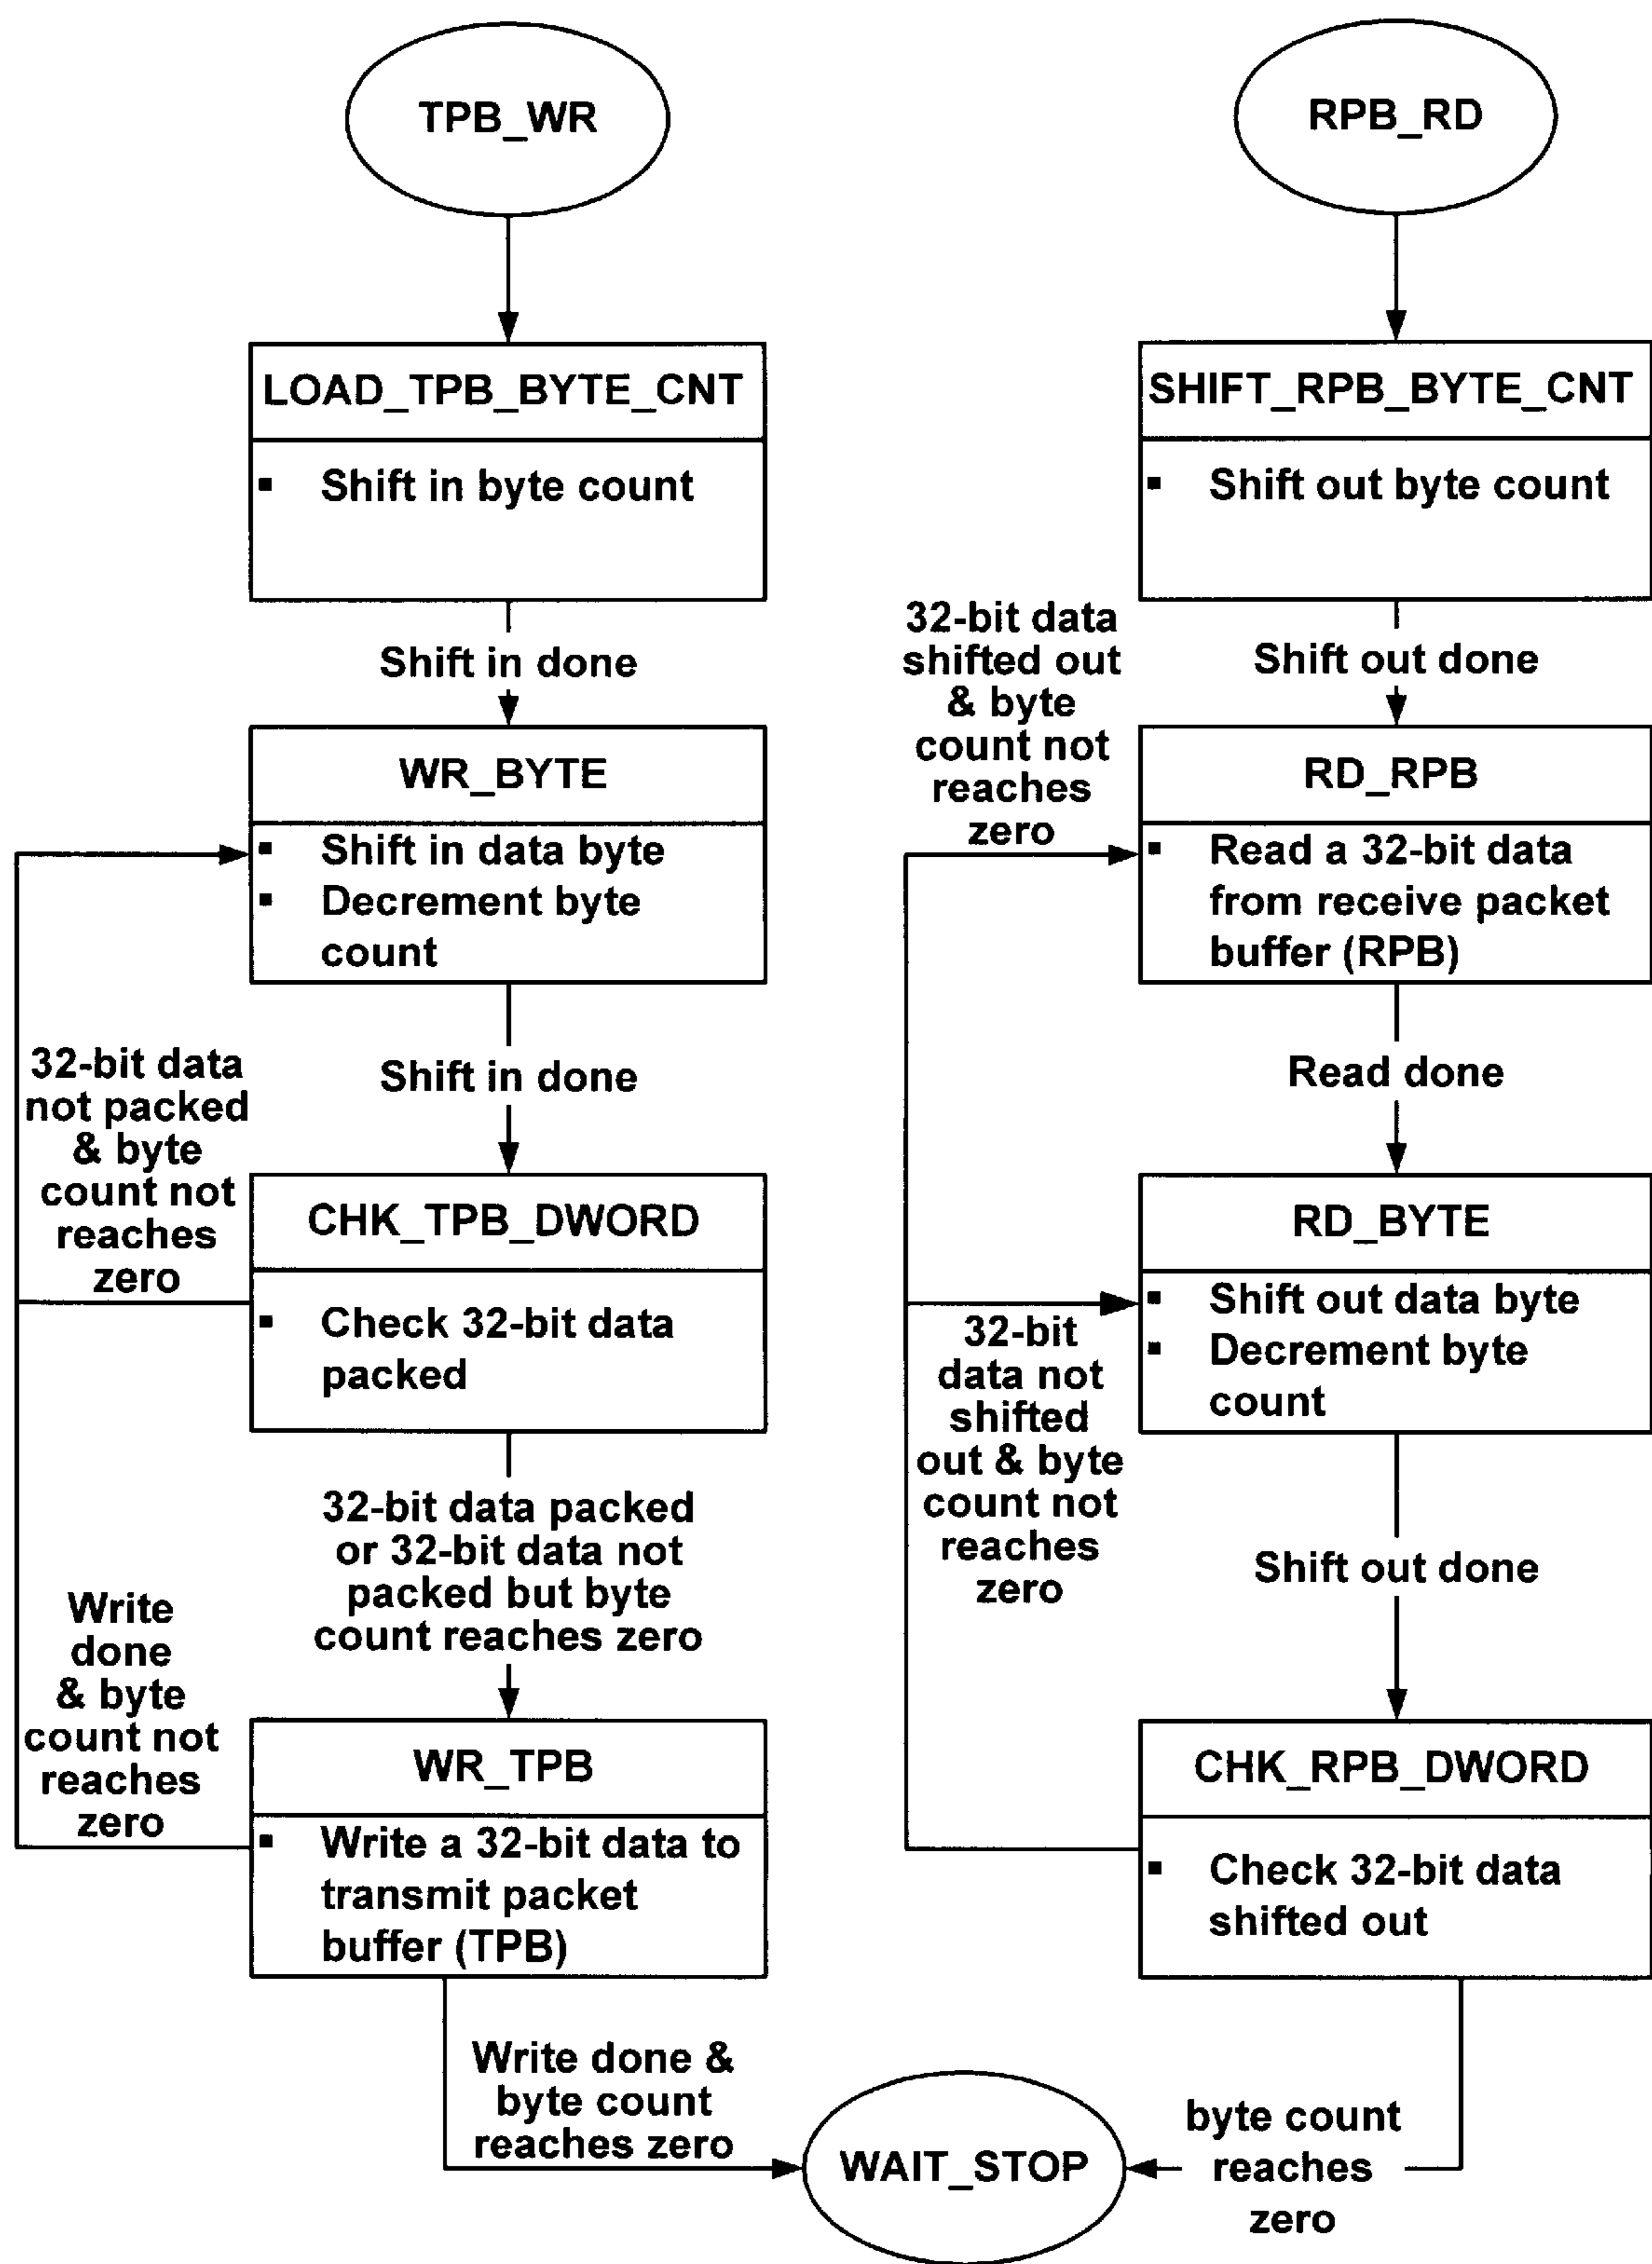 TPB_WR
LOAD_TPB_BYTE_CNT
▪ Shift in byte count
Shift in done
WR_BYTE
▪ Shift in data byte
▪ Decrement byte
count
32-bit data
not packed
& byte
count not
reaches
zero
Shift in done
CHK_TPB_DWORD
▪ Check 32-bit data
packed
32-bit data packed
or 32-bit data not
packed but byte
count reaches zero
Write
done
& byte
count not
reaches
zero
WR_TPB
▪ Write a 32-bit data to
transmit packet
buffer (TPB)
Write done &
byte count
reaches zero
RPB_RD
SHIFT_RPB_BYTE_CNT
▪ Shift out byte count
32-bit data
shifted out
& byte
count not
reaches
zero
Shift out done
RD_RPB
▪ Read a 32-bit data
from receive packet
buffer (RPB)
Read done
RD_BYTE
▪ Shift out data byte
▪ Decrement byte
count
32-bit
data not
shifted
out & byte
count not
reaches
zero
Shift out done
CHK_RPB_DWORD
▪ Check 32-bit data
shifted out
byte count
reaches
zero
WAIT_STOP